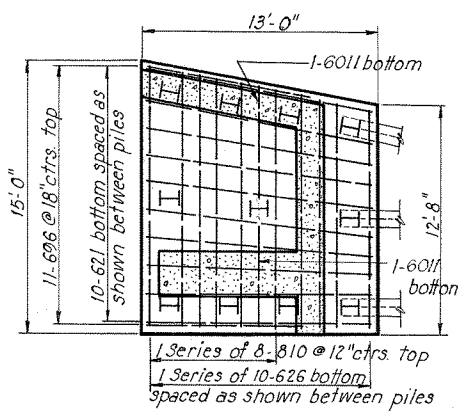 13'-0"
1-6011 bottom
15'-0"
11-696 @ 18" ctrs. top
10-621 bottom spaced as
shown between piles
12'-8"
1-6011
bottom
1 Series of 8-810 @ 12" ctrs. top
1 Series of 10-626 bottom
spaced as shown between piles